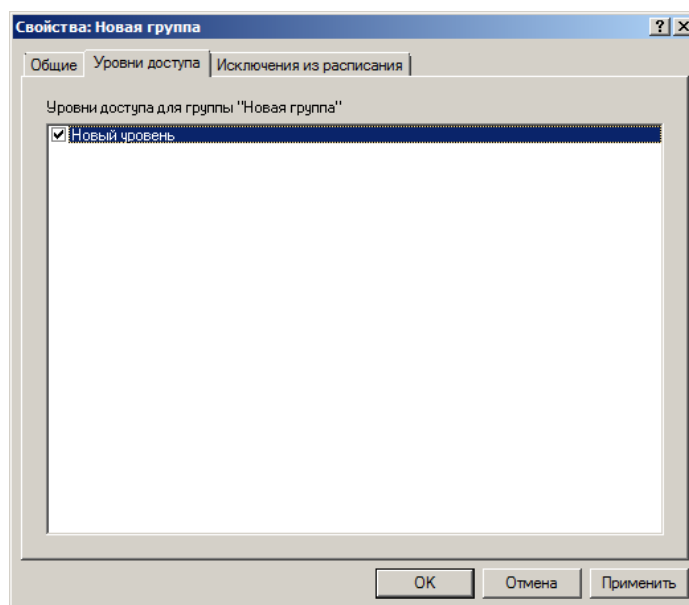 Свойства: Новая группа
Общие Уровни доступа Исключения из расписания
Уровни доступа для группы "Новая группа"
Новый уровень
OK Отмена Применить